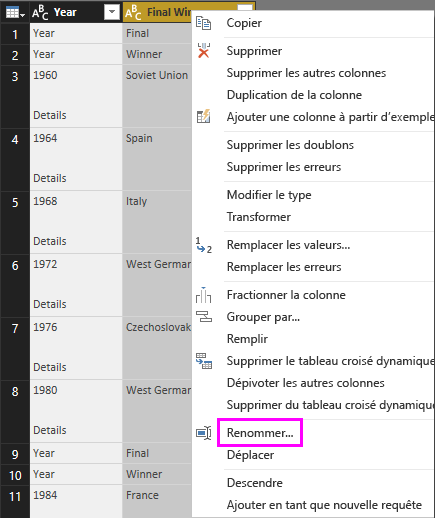 Year Final Win
1 Year Final
2 Year Winner
3 1960 Soviet Union
Details
4 1964 Spain
Details
5 1968 Italy
Details
6 1972 West German
Details
7 1976 Czechoslovak
Details
8 1980 West German
Details
9 Year Final
10 Year Winner
11 1984 France
Copier
Supprimer
Supprimer les autres colonnes
Duplication de la colonne
Ajouter une colonne à partir d'exemple
Supprimer les doublons
Supprimer les erreurs
Modifier le type
Transformer
Remplacer les valeurs...
Remplacer les erreurs
Fractionner la colonne
Grouper par...
Remplir
Supprimer le tableau croisé dynamique
Dépivoter les autres colonnes
Supprimer du tableau croisé dynamique
Renommer...
Déplacer
Descendre
Ajouter en tant que nouvelle requête